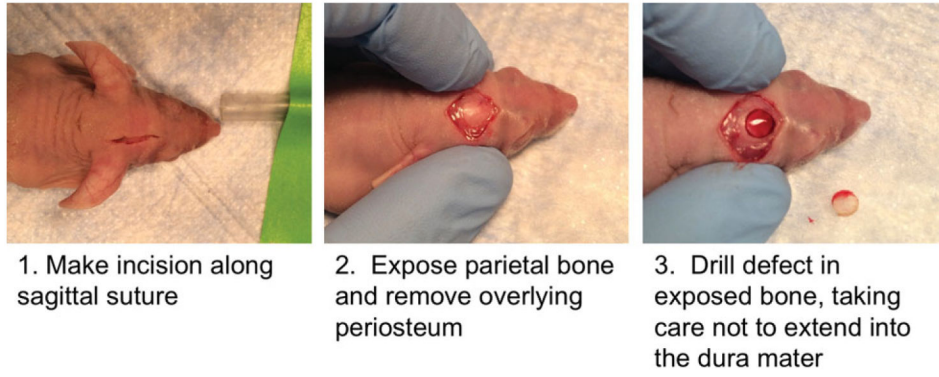 1. Make incision along
sagittal suture
2. Expose parietal bone
and remove overlying
periosteum
3. Drill defect in
exposed bone, taking
care not to extend into
the dura mater